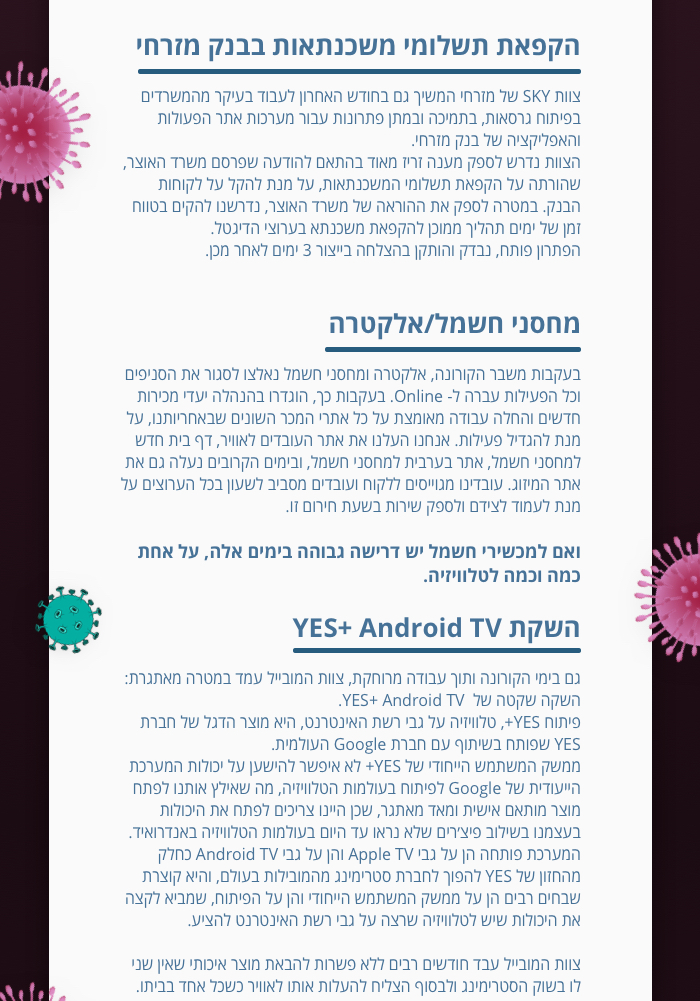 הקפאת תשלומי משכנתאות בבנק מזרחי
צוות SKY של מזרחי המשיך גם בחודש האחרון לעבוד בעיקר מהמשרדים
בפיתוח גרסאות, בתמיכה ובמתן פתרונות עבור מערכות אתר הפעולות
והאפליקציה של בנק מזרחי.
הצוות נדרש לספק מענה זריז מאוד בהתאם להודעה שפרסם משרד האוצר,
שהורתה על הקפאת תשלומי המשכנתאות, על מנת להקל על לקוחות
הבנק. במטרה לספק את ההוראה של משרד האוצר, נדרשנו להקים בטווח
זמן של ימים תהליך ממוכן להקפאת משכנתא בערוצי הדיגטל.
הפתרון פותח, נבדק והותקן בהצלחה בייצור 3 ימים לאחר מכן.
מחסני חשמל/אלקטרה
בעקבות משבר הקורונה, אלקטרה ומחסני חשמל נאלצו לסגור את הסניפים
וכל הפעילות עברה ל- Online. בעקבות כך, הוגדרו בהנהלה יעדי מכירות
חדשים והחלה עבודה מאומצת על כל אתרי המכר השונים שבאחריותנו, על
מנת להגדיל פעילות. אנחנו העלנו את אתר העובדים לאוויר, דף בית חדש
למחסני חשמל, אתר בערבית למחסני חשמל, ובימים הקרובים נעלה גם את
אתר המיזוג. עובדינו מגוייסים ללקוח ועובדים מסביב לשעון בכל הערוצים על
מנת לעמוד לצידם ולספק שירות בשעת חירום זו.
ואם למכשירי חשמל יש דרישה גבוהה בימים אלה, על אחת
כמה וכמה לטלוויזיה.
השקת YES+ Android TV
גם בימי הקורונה ותוך עבודה מרוחקת, צוות המובייל עמד במטרה מאתגרת:
השקה שקטה של YES+ Android TV.
פיתוח YES+, טלוויזיה על גבי רשת האינטרנט, היא מוצר הדגל של חברת
YES שפותח בשיתוף עם חברת Google העולמית.
ממשק המשתמש הייחודי של YES+ לא איפשר להישען על יכולות המערכת
הייעודית של Google לפיתוח בעולמות הטלוויזיה, מה שאילץ אותנו לפתח
מוצר מותאם אישית ומאד מאתגר, שכן היינו צריכים לפתח את היכולות
בעצמנו בשילוב פיצ׳רים שלא נראו עד היום בעולמות הטלוויזיה באנדרואיד.
המערכת פותחה הן על גבי Apple TV והן על גבי Android TV כחלק
מהחזון של YES להפוך לחברת סטרימינג מהמובילות בעולם, והיא קוצרת
שבחים רבים הן על ממשק המשתמש הייחודי והן על הפיתוח, שמביא לקצה
את היכולות שיש לטלוויזיה שרצה על גבי רשת האינטרנט להציע.
צוות המובייל עבד חודשים רבים ללא פשרות להבאת מוצר איכותי שאין שני
לו בשוק הסטרימינג ולבסוף הצליח להעלות אותו לאוויר כשכל אחד בביתו.